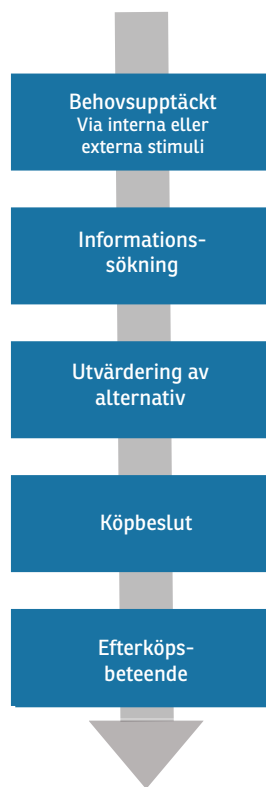 Behovsupptäckt
Via interna eller
externa stimuli
Informations-
sökning
Utvärdering av
alternativ
Köpbeslut
Efterköps-
beteende